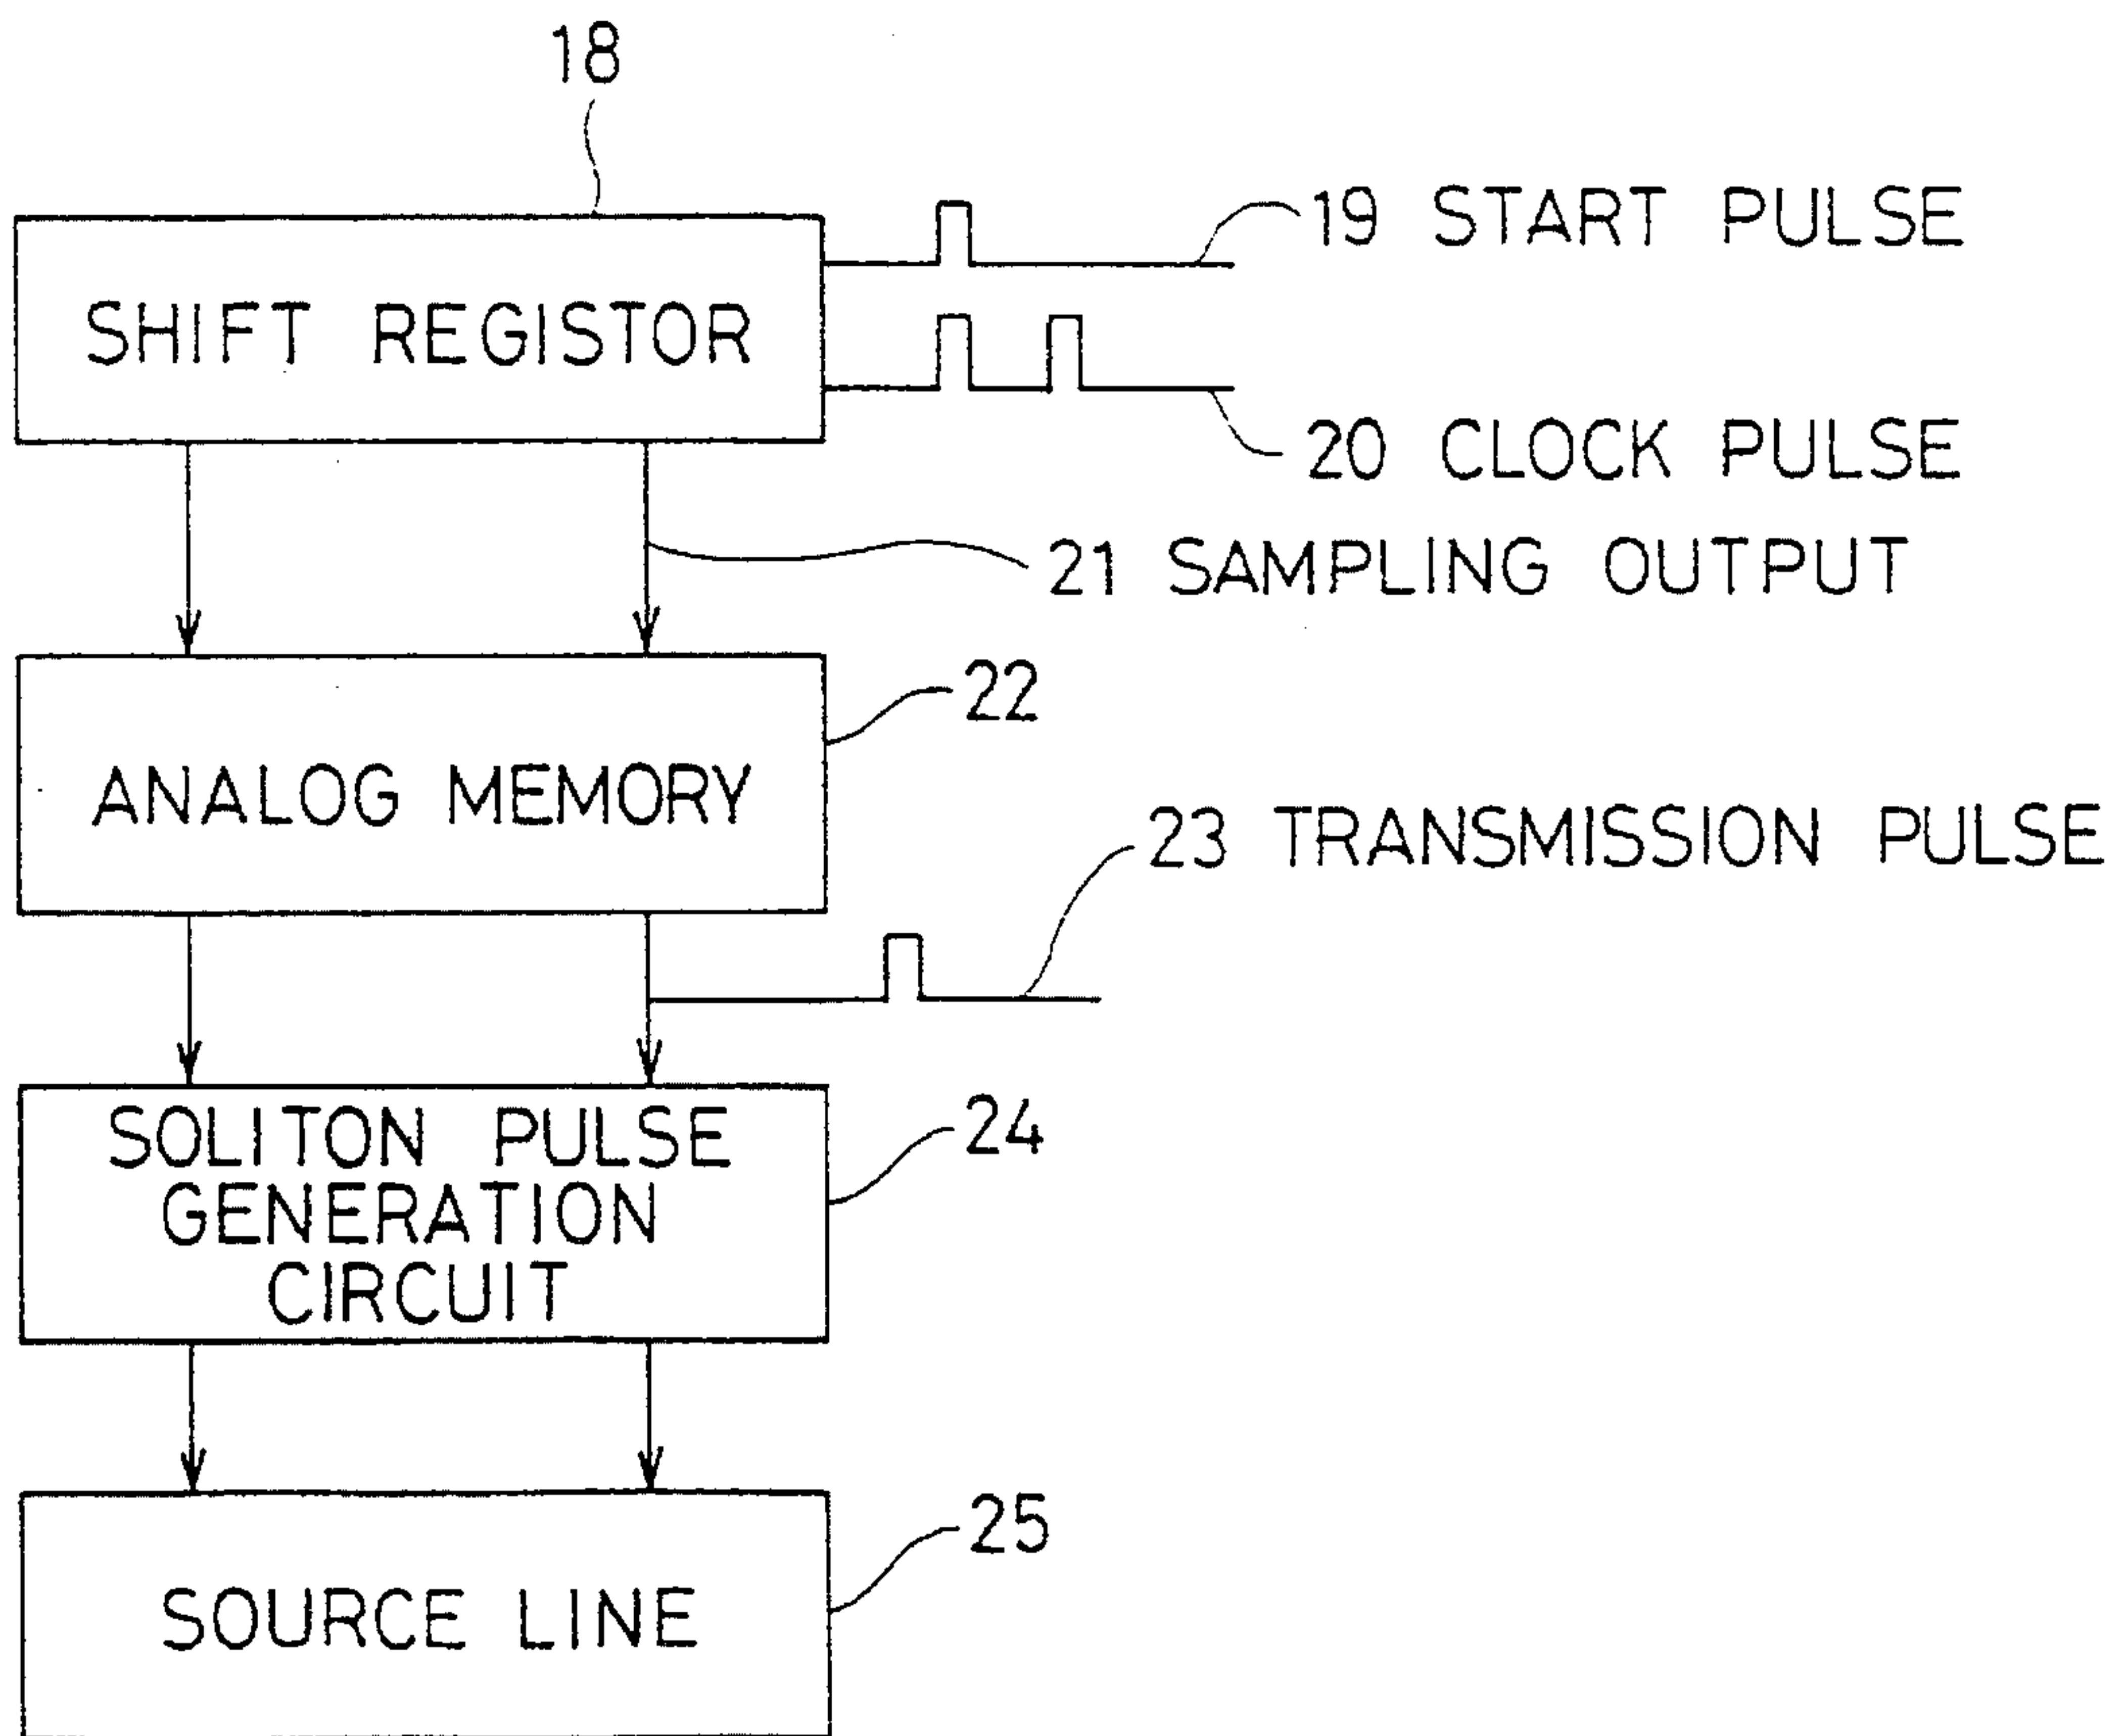 18
19 START PULSE
SHIFT REGISTOR
20 CLOCK PULSE
21 SAMPLING OUTPUT
22
ANALOG MEMORY
23 TRANSMISSION PULSE
SOLITON PULSE
GENERATION
CIRCUIT
24
25
SOURCE LINE